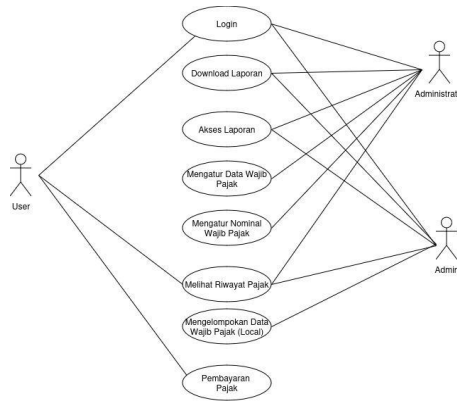 Login
Download Laporan
Administrat
Akses Laporan
Mengatur Data Wajib
Pajak
User
Mengatur Nominal
Wajib Pajak
Admin
Melihat Riwayat Pajak
Mengelompokan Data
Wajib Pajak (Local)
Pembayaran
Pajak